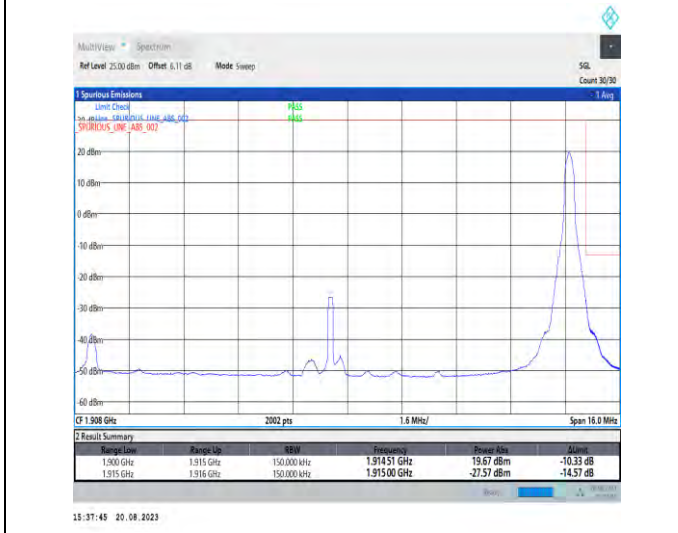 MultiView Spectrum
Ref Level 25.00 dBm Offset 6.11 dB Mode Sweep SGL
Count 30/30
1 Spurious Emissions 1 Avg
Limit Check PASS
Line _SPURIOUS_LINE_ABS_002 PASS
_SPURIOUS_LINE_ABS_002
20 dBm
10 dBm
0 dBm
-10 dBm
-20 dBm
-30 dBm
-40 dBm
-50 dBm
-60 dBm
CF 1.908 GHz 2002 pts 1.6 MHz/ Span 16.0 MHz
2 Result Summary
Range Low Range Up RBW Frequency Power Abs ΔLimit
1.900 GHz 1.915 GHz 150.000 kHz 1.91451 GHz 19.67 dBm -10.33 dB
1.915 GHz 1.916 GHz 150.000 kHz 1.91500 GHz -27.57 dBm -14.57 dB
15:37:45 20.08.2023